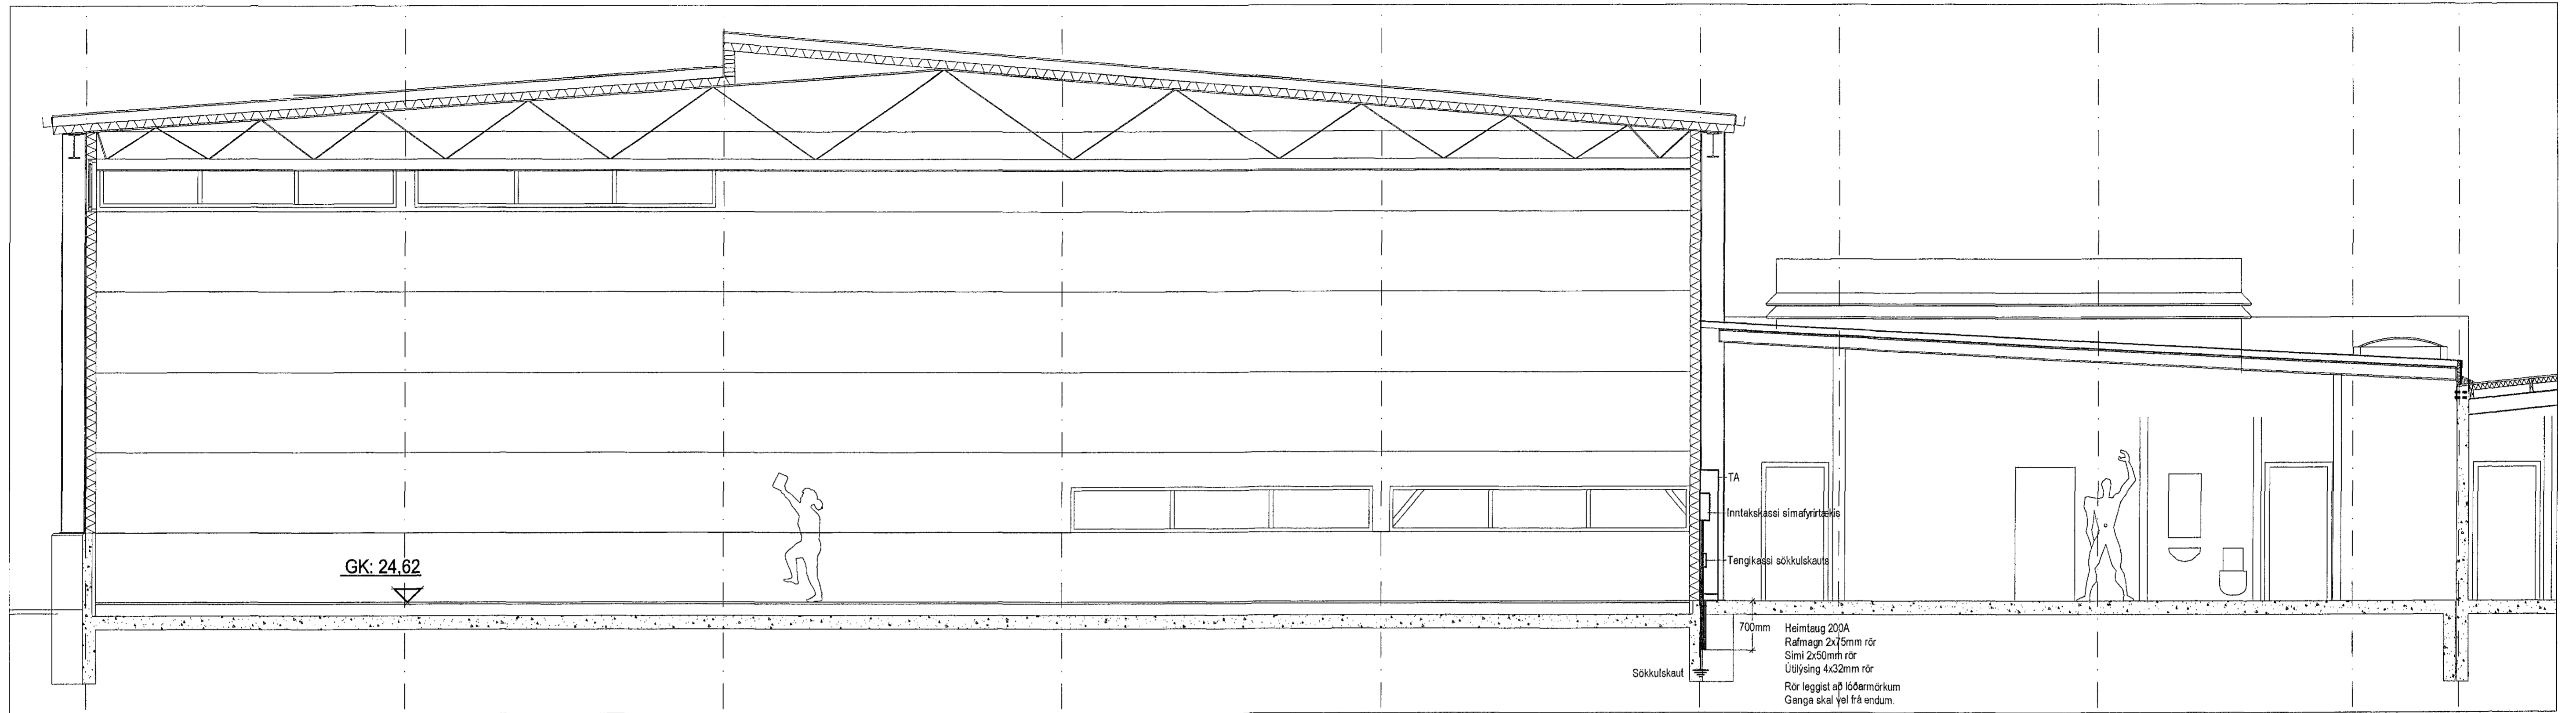 GK: 24,62
TA
Inntakskassi símafyrirtækis
Tengikassi sökkulskauts
700mm
Heimtaug 200A
Rafmagn 2x75mm rör
Sími 2x50mm rör
Útilýsing 4x32mm rör
Sökkulskaut
Rör leggist að lóðarmörkum
Ganga skal vel frá endum.